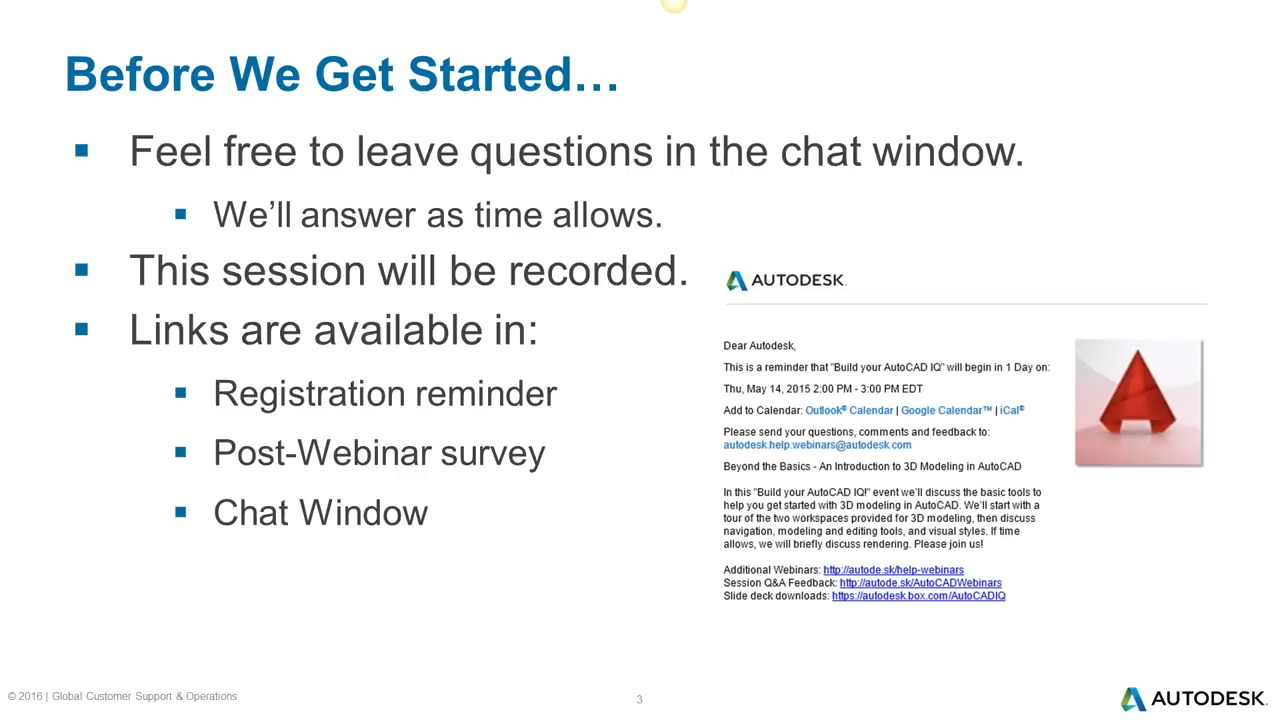 Before We Get Started…
Feel free to leave questions in the chat window.
We’ll answer as time allows.
This session will be recorded.
Links are available in:
Registration reminder
Post-Webinar survey
Chat Window
AUTODESK.
Dear Autodesk,
This is a reminder that "Build your AutoCAD IQ" will begin in 1 Day on:
Thu, May 14, 2015 2:00 PM - 3:00 PM EDT
Add to Calendar: Outlook® Calendar | Google Calendar™ | iCal®
Please send your questions, comments and feedback to:
autodesk.help.webinars@autodesk.com
Beyond the Basics - An Introduction to 3D Modeling in AutoCAD
In this "Build your AutoCAD IQ!" event we’ll discuss the basic tools to
help you get started with 3D modeling in AutoCAD. We’ll start with a
tour of the two workspaces provided for 3D modeling, then discuss
navigation, modeling and editing tools, and visual styles. If time
allows, we will briefly discuss rendering. Please join us!
Additional Webinars: http://autode.sk/help-webinars
Session Q&A Feedback: http://autode.sk/AutoCADWebinars
Slide deck downloads: https://autodesk.box.com/AutoCADIQ
© 2016 | Global Customer Support & Operations
3
AUTODESK.